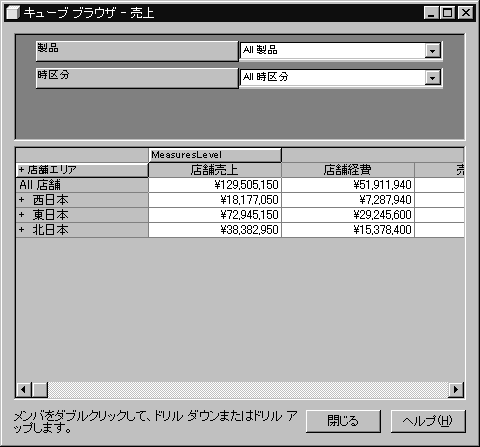 キューブ ブラウザ - 売上
製品 All 製品
時区分 All 時区分
MeasuresLevel
+ 店舗エリア 店舗売上 店舗経費
All 店舗 ¥129,505,150 ¥51,911,940
+ 西日本 ¥18,177,050 ¥7,287,940
+ 東日本 ¥72,945,150 ¥29,245,600
+ 北日本 ¥38,382,950 ¥15,378,400
メンバをダブルクリックして、ドリル ダウンまたはドリル ア
ップします。
閉じる ヘルプ(H)